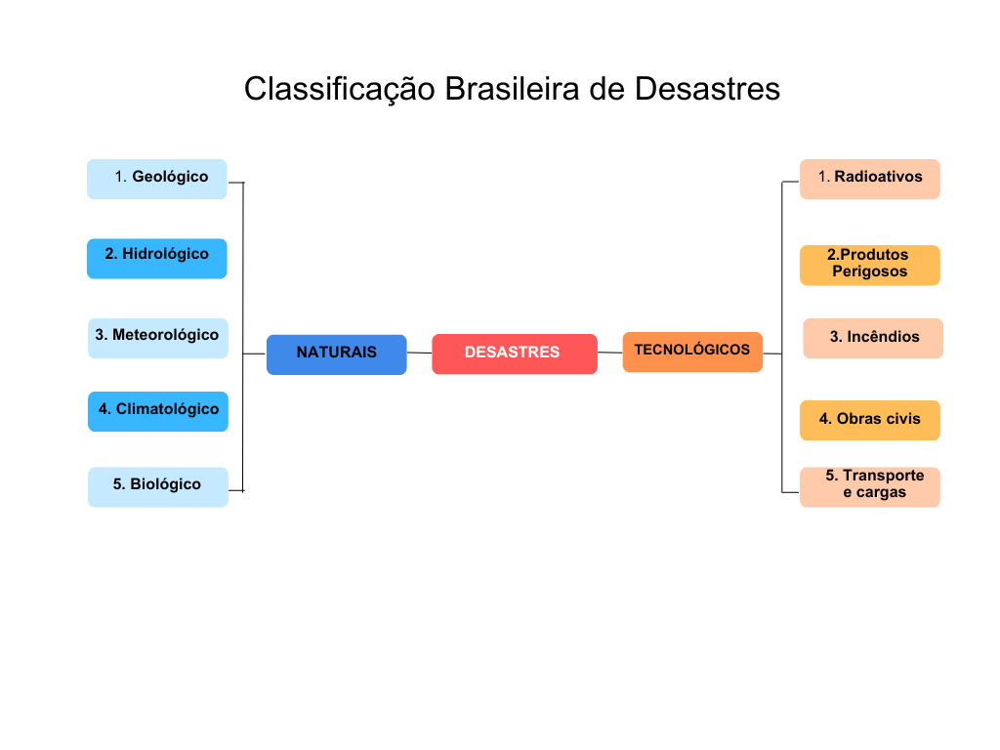 Classificação Brasileira de Desastres
1. Geológico
2. Hidrológico
3. Meteorológico
4. Climatológico
5. Biológico
NATURAIS
DESASTRES
TECNOLÓGICOS
1. Radioativos
2.Produtos
Perigosos
3. Incêndios
4. Obras civis
5. Transporte
e cargas